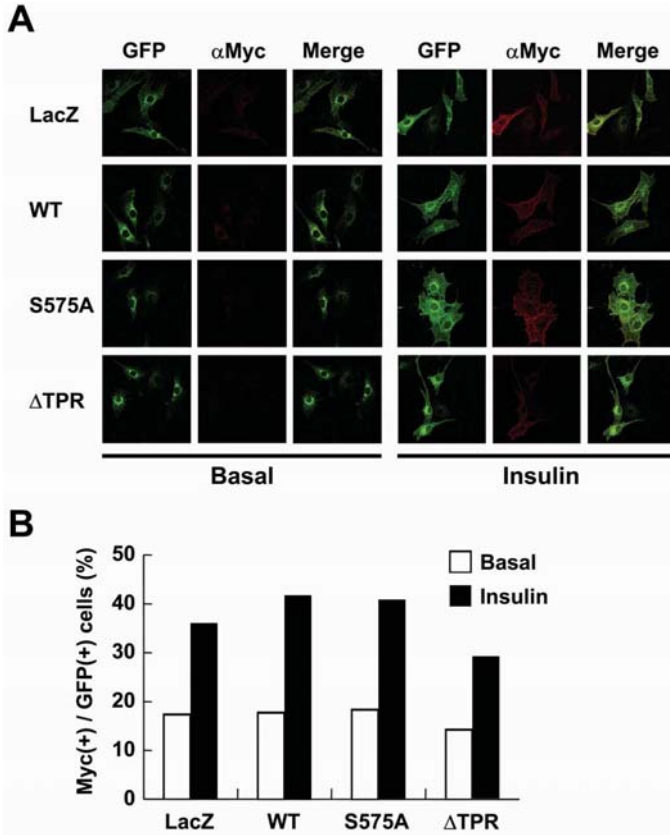 A
GFP αMyc Merge GFP αMyc Merge
LacZ
WT
S575A
ΔTPR
Basal Insulin
B
Myc(+) / GFP(+) cells (%)
50
40
30
20
10
0
Basal
Insulin
LacZ WT S575A ΔTPR